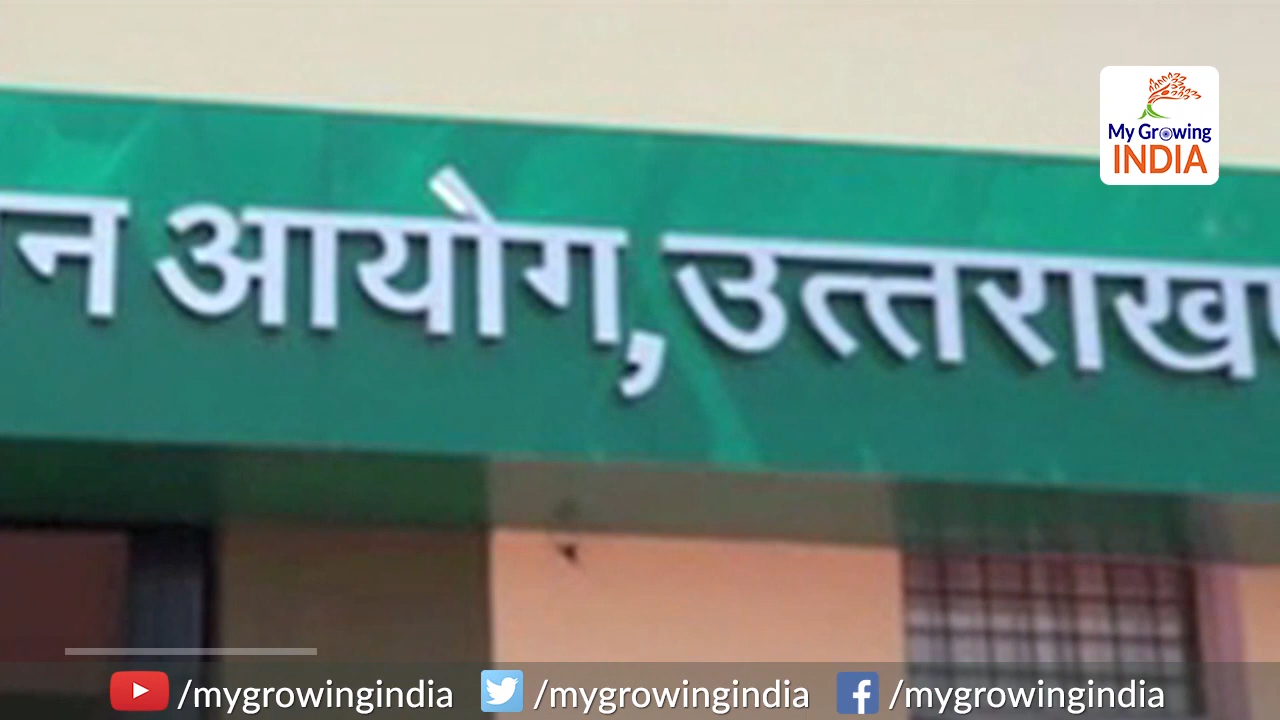 My Growing
INDIA
न आयोग, उत्तराख
/mygrowingindia /mygrowingindia /mygrowingindia